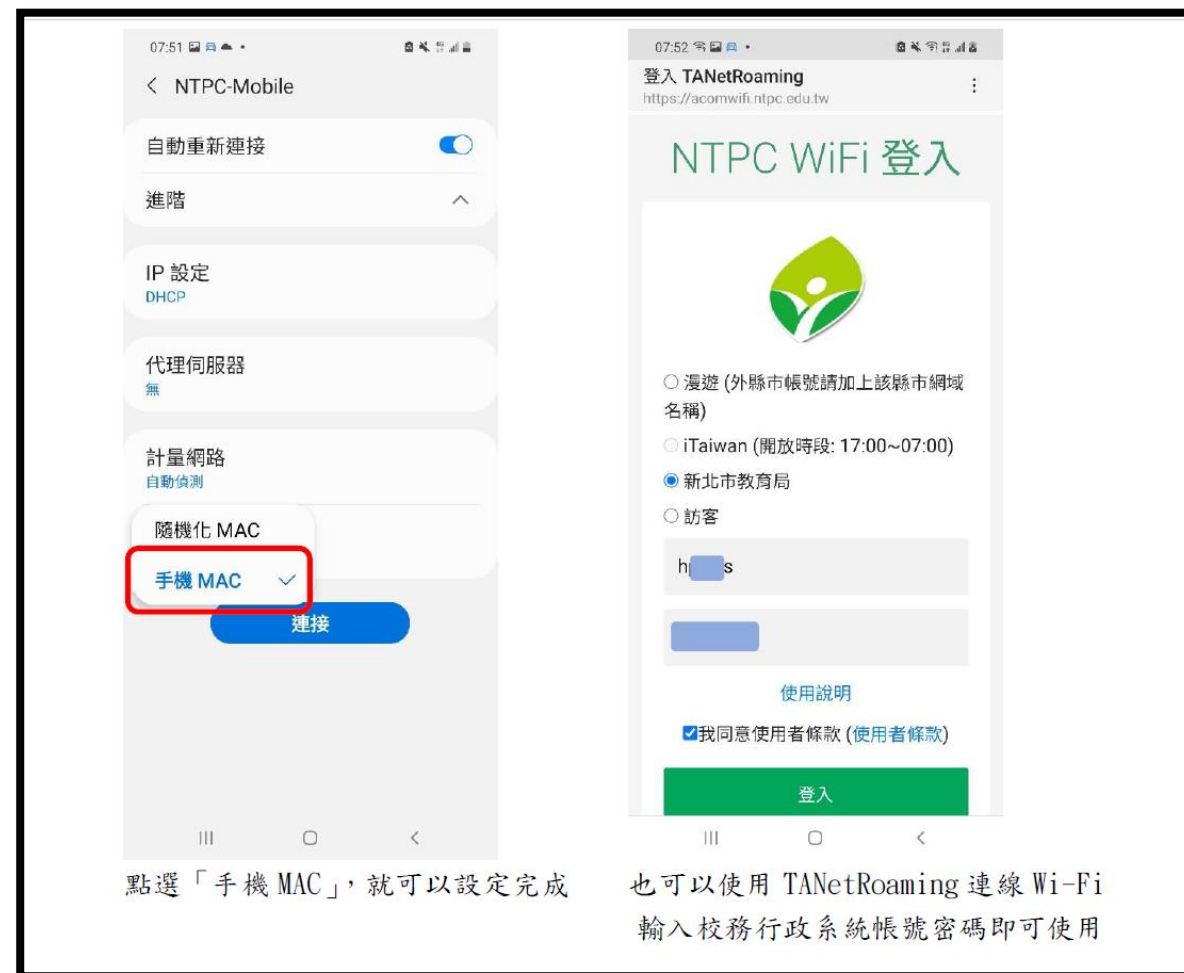 07:51
NTPC-Mobile
自動重新連接
進階
IP 設定
DHCP
代理伺服器
無
計量網路
自動偵測
隨機化 MAC
手機 MAC
連接
點選「手機 MAC」，就可以設定完成
07:52
登入 TANetRoaming
https://acomwifi.ntpc.edu.tw
NTPC WiFi 登入
漫遊 (外縣市帳號請加上該縣市網域
名稱)
iTaiwan (開放時段: 17:00~07:00)
新北市教育局
訪客
h s
使用說明
我同意使用者條款 (使用者條款)
登入
也可以使用 TANetRoaming 連線 Wi-Fi
輸入校務行政系統帳號密碼即可使用